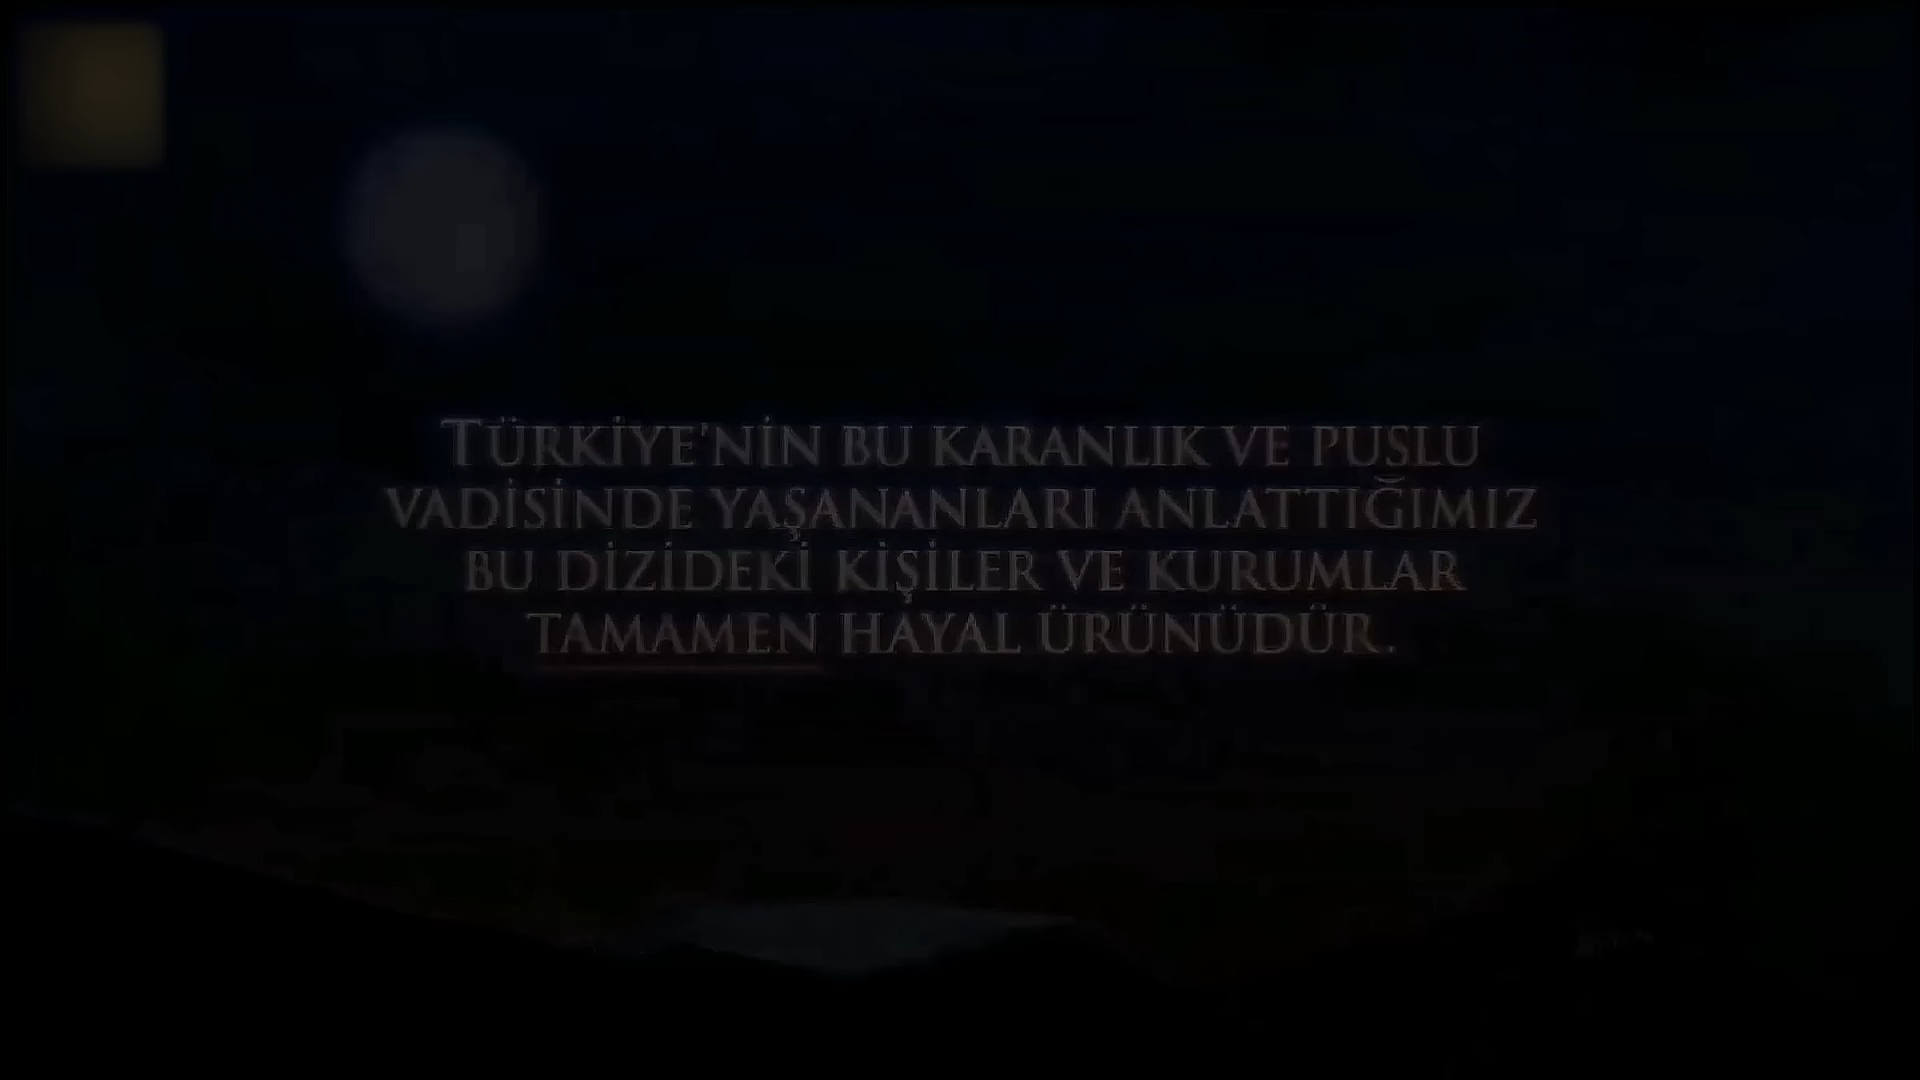 TÜRKİYE'NİN BU KARANLIK VE PUSLU
VADİSİNDE YAŞANANLARI ANLATTIĞIMIZ
BU DİZİDEKİ KİŞİLER VE KURUMLAR
TAMAMEN HAYAL ÜRÜNÜDÜR.